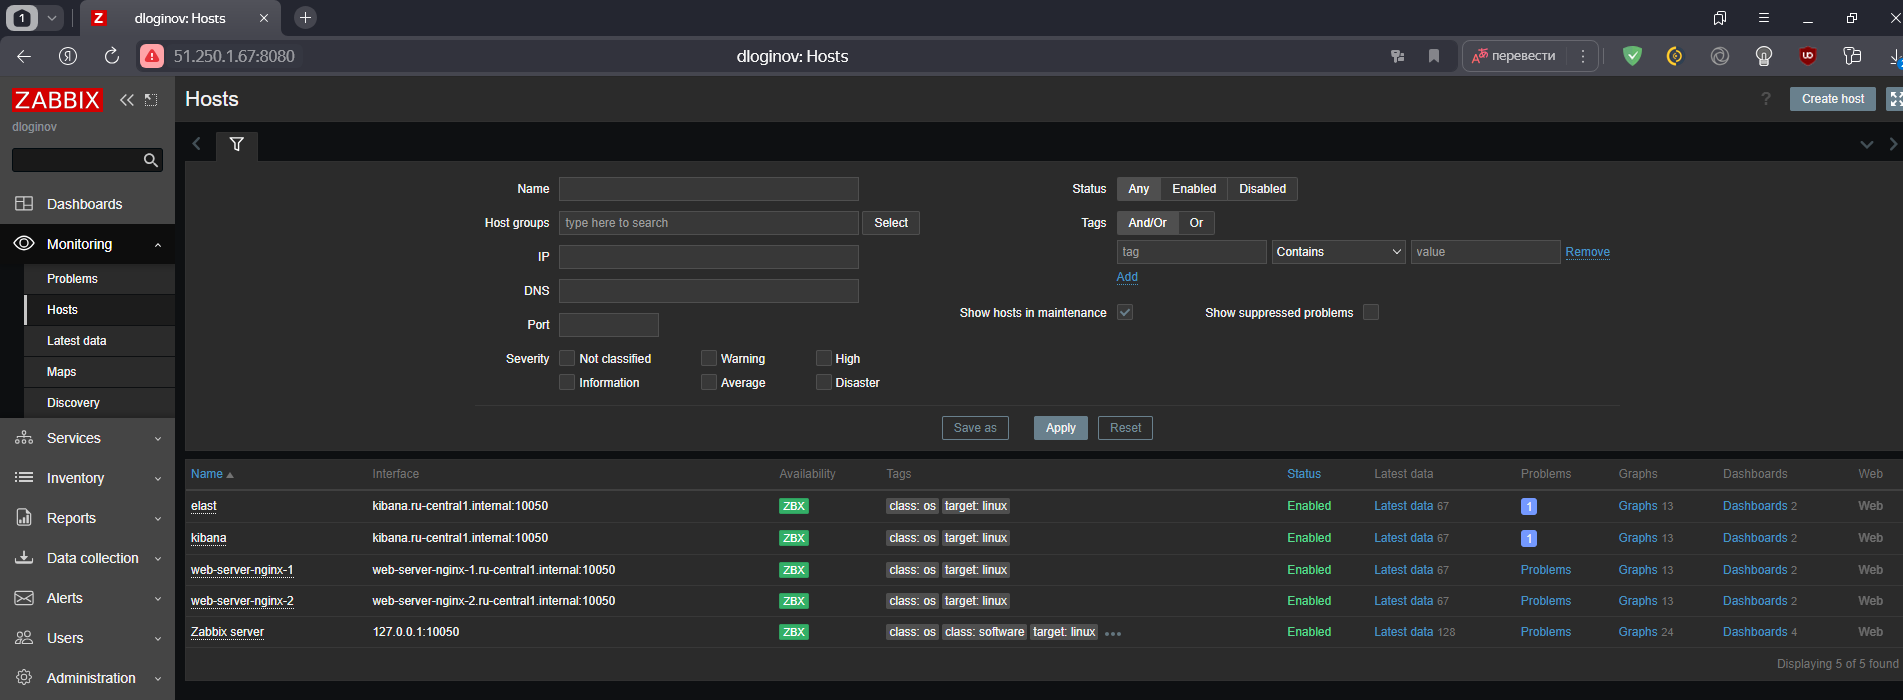 1
dloginov: Hosts
51.250.1.67:8080
dloginov: Hosts
перевести
ZABBIX
dloginov
Dashboards
Monitoring
Problems
Hosts
Latest data
Maps
Discovery
Services
Inventory
Reports
Data collection
Alerts
Users
Administration
Hosts
? Create host
Name
Host groups type here to search Select
IP
DNS
Port
Severity Not classified Warning High
Information Average Disaster
Status Any Enabled Disabled
Tags And/Or Or
tag Contains value Remove
Add
Show hosts in maintenance Show suppressed problems
Save as Apply Reset
Name Interface Availability Tags Status Latest data Problems Graphs Dashboards Web
elast kibana.ru-central1.internal:10050 ZBX class: os target: linux Enabled Latest data 67 1 Graphs 13 Dashboards 2 Web
kibana kibana.ru-central1.internal:10050 ZBX class: os target: linux Enabled Latest data 67 1 Graphs 13 Dashboards 2 Web
web-server-nginx-1 web-server-nginx-1.ru-central1.internal:10050 ZBX class: os target: linux Enabled Latest data 67 Problems Graphs 13 Dashboards 2 Web
web-server-nginx-2 web-server-nginx-2.ru-central1.internal:10050 ZBX class: os target: linux Enabled Latest data 67 Problems Graphs 13 Dashboards 2 Web
Zabbix server 127.0.0.1:10050 ZBX class: os class: software target: linux ••• Enabled Latest data 128 Problems Graphs 24 Dashboards 4 Web
Displaying 5 of 5 found